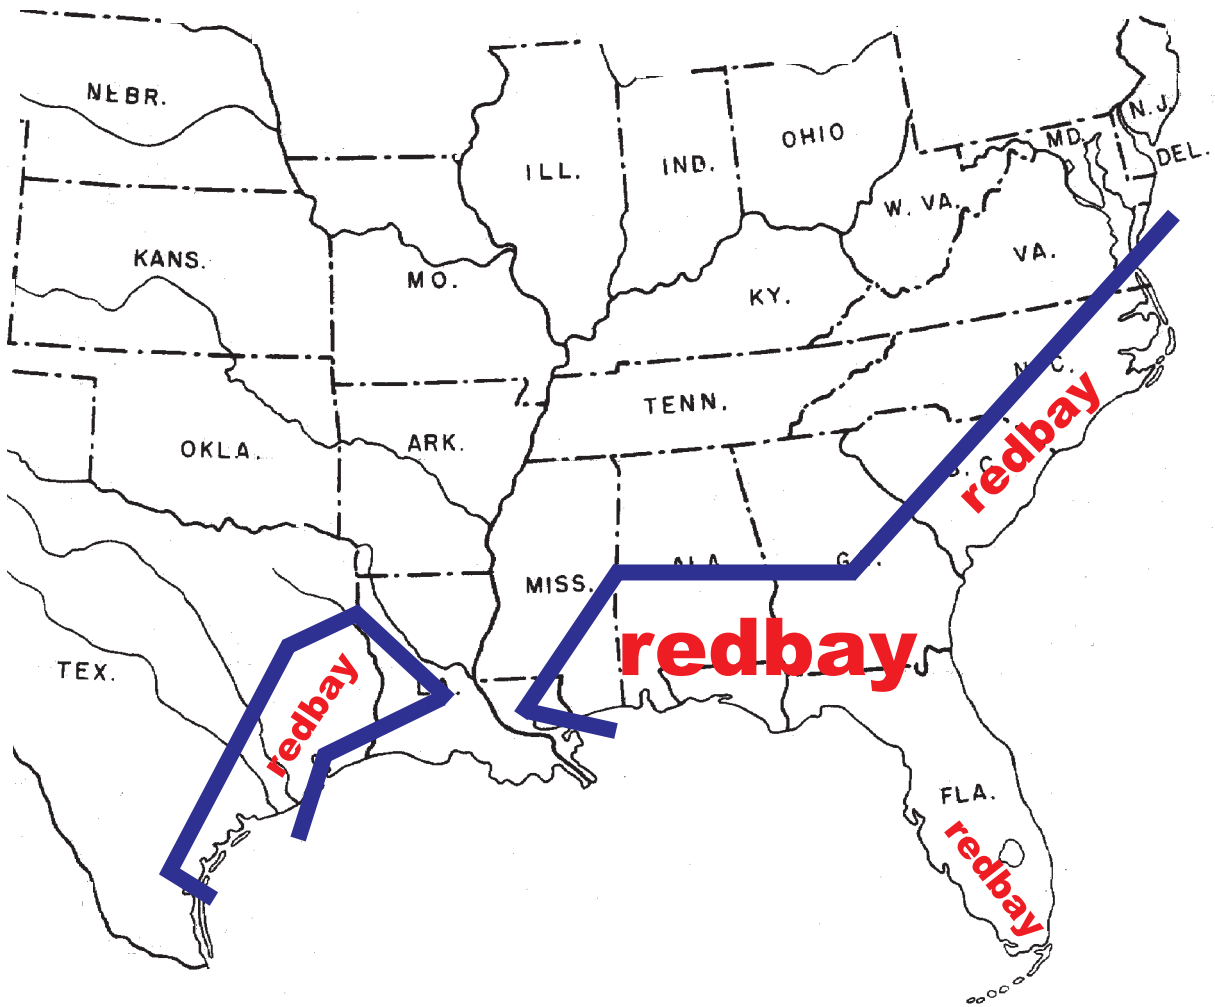 NEBR.
ILL.
IND.
OHIO
MD.
N.J.
DEL.
W. VA.
KANS.
MO.
KY.
VA.
OKLA.
ARK.
TENN.
N. C.
redbay
S. C.
MISS.
ALA
redbay
TEX.
redbay
FLA.
redbay